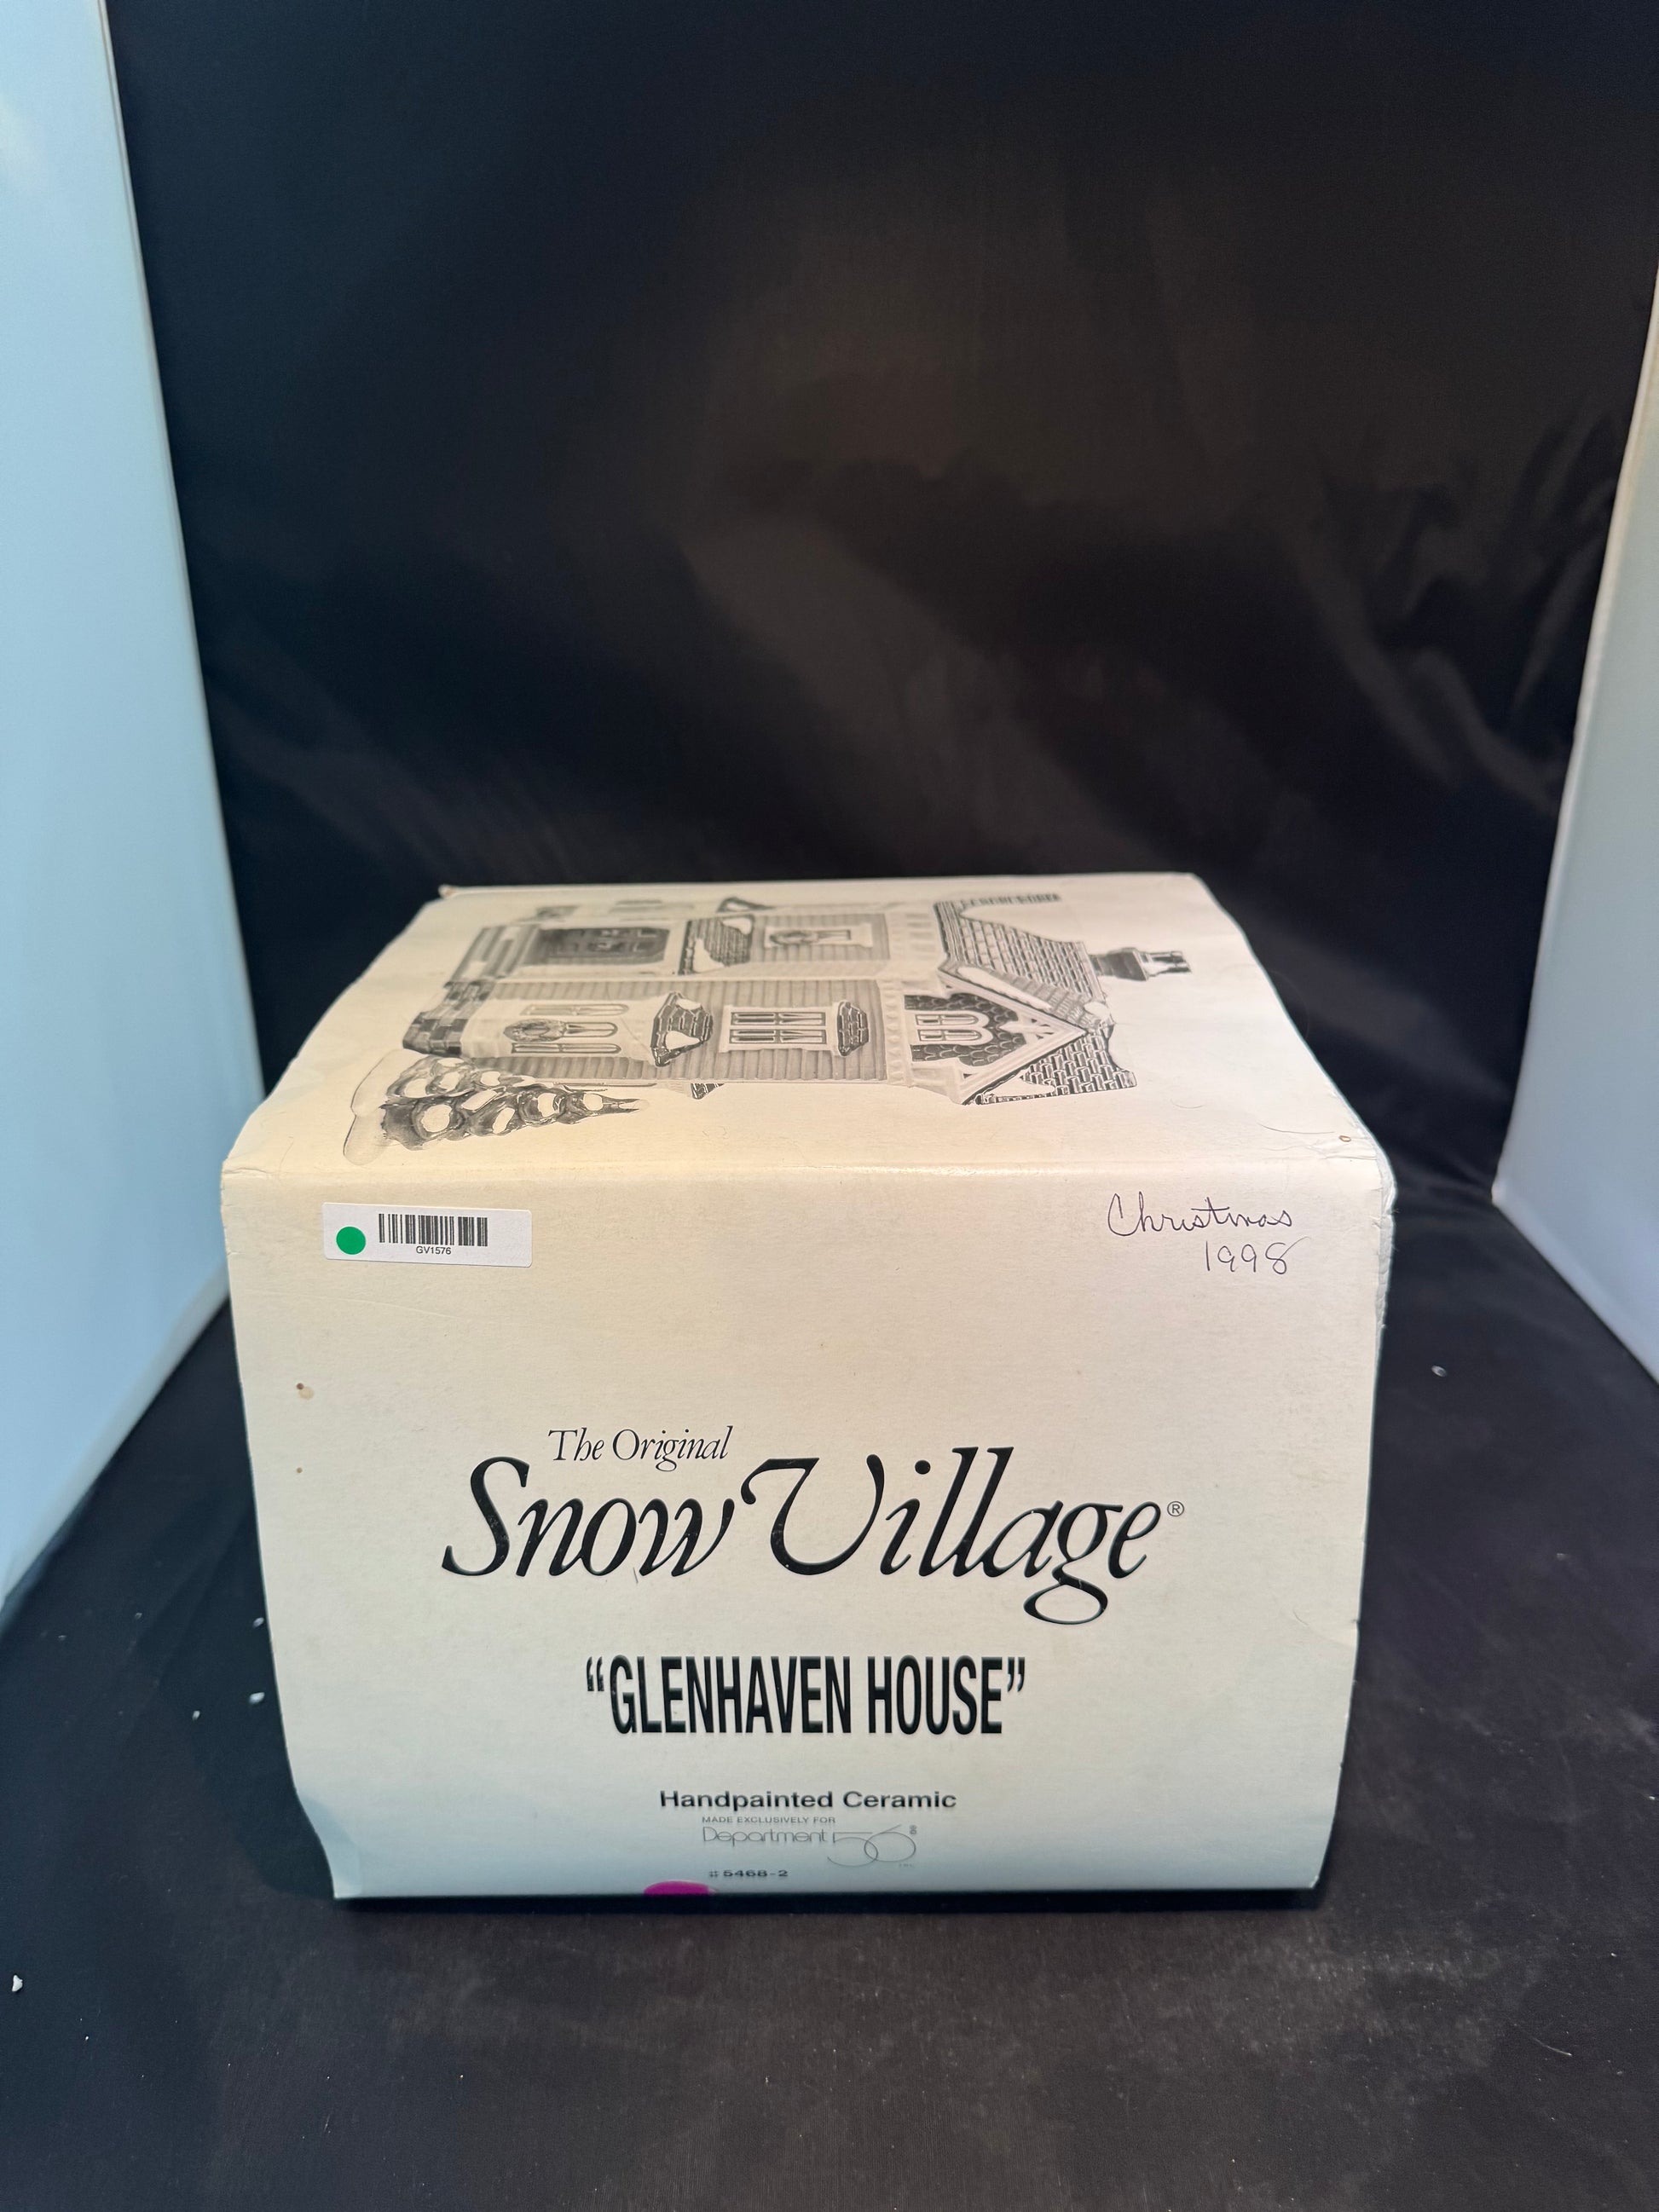 GV1576
Christmas
1998
The Original
Snow Village®
“GLENHAVEN HOUSE”
Handpainted Ceramic
MADE EXCLUSIVELY FOR
Department 56®
#5468-2